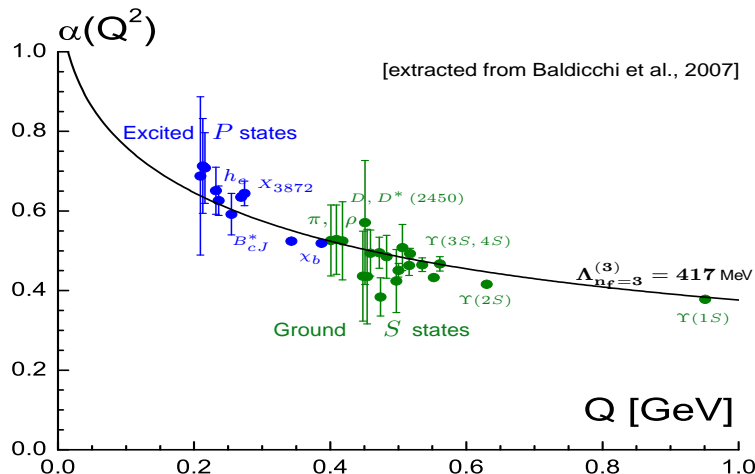 α(Q²)
1.0
[extracted from Baldicchi et al., 2007]
Excited P states
0.8
h_c
X₃₈₇₂
D, D* (2450)
0.6
π, ρ
B*_cJ
Υ(3S, 4S)
χ_b
Λ^(3)_{n_f=3} = 417 MeV
0.4
Υ(2S)
Υ(1S)
Ground S states
0.2
Q [GeV]
0.0
0.0 0.2 0.4 0.6 0.8 1.0